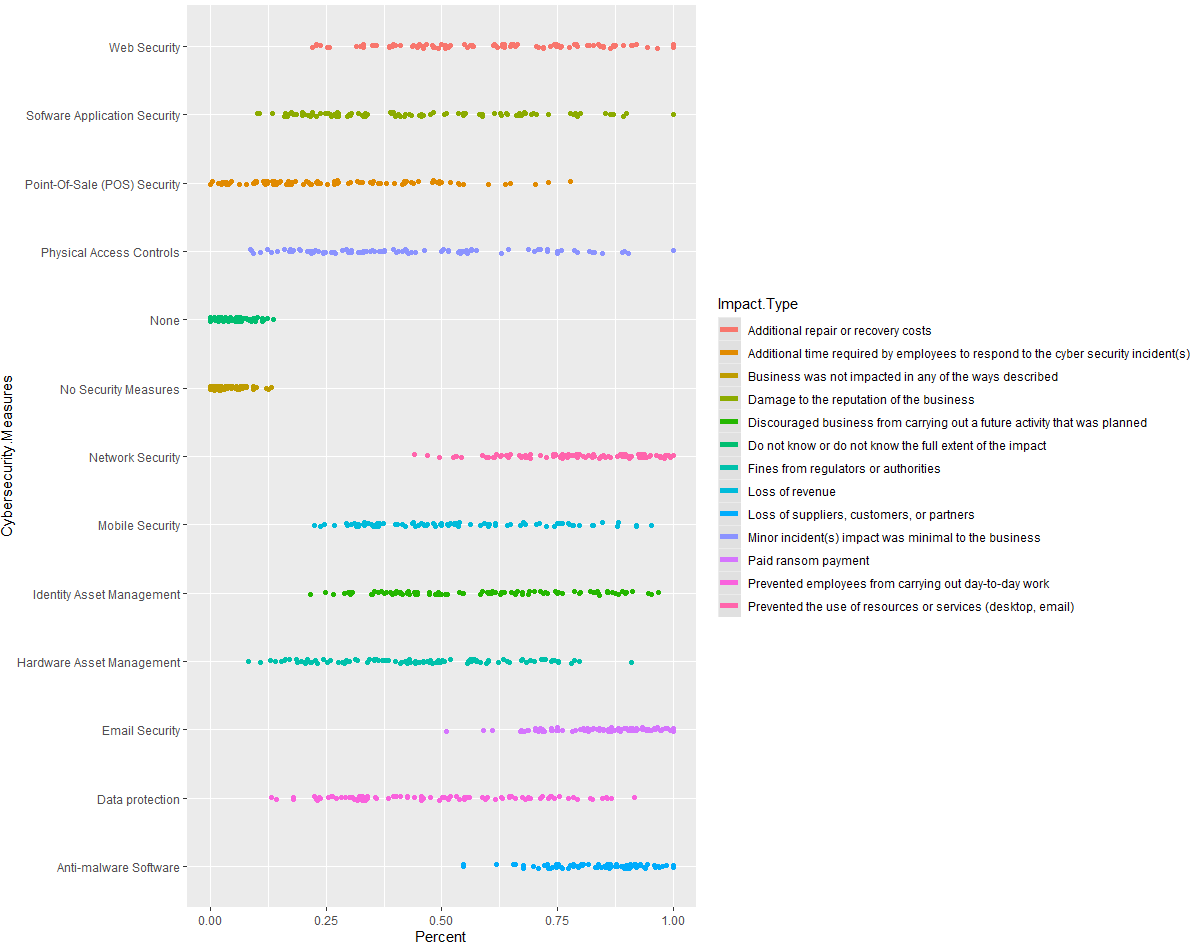 Web Security
Sofware Application Security
Point-Of-Sale (POS) Security
Physical Access Controls
None
No Security Measures
Network Security
Mobile Security
Identity Asset Management
Hardware Asset Management
Email Security
Data protection
Anti-malware Software
Cybersecurity.Measures
0.00 0.25 0.50 0.75 1.00
Percent
Impact.Type
Additional repair or recovery costs
Additional time required by employees to respond to the cyber security incident(s)
Business was not impacted in any of the ways described
Damage to the reputation of the business
Discouraged business from carrying out a future activity that was planned
Do not know or do not know the full extent of the impact
Fines from regulators or authorities
Loss of revenue
Loss of suppliers, customers, or partners
Minor incident(s) impact was minimal to the business
Paid ransom payment
Prevented employees from carrying out day-to-day work
Prevented the use of resources or services (desktop, email)